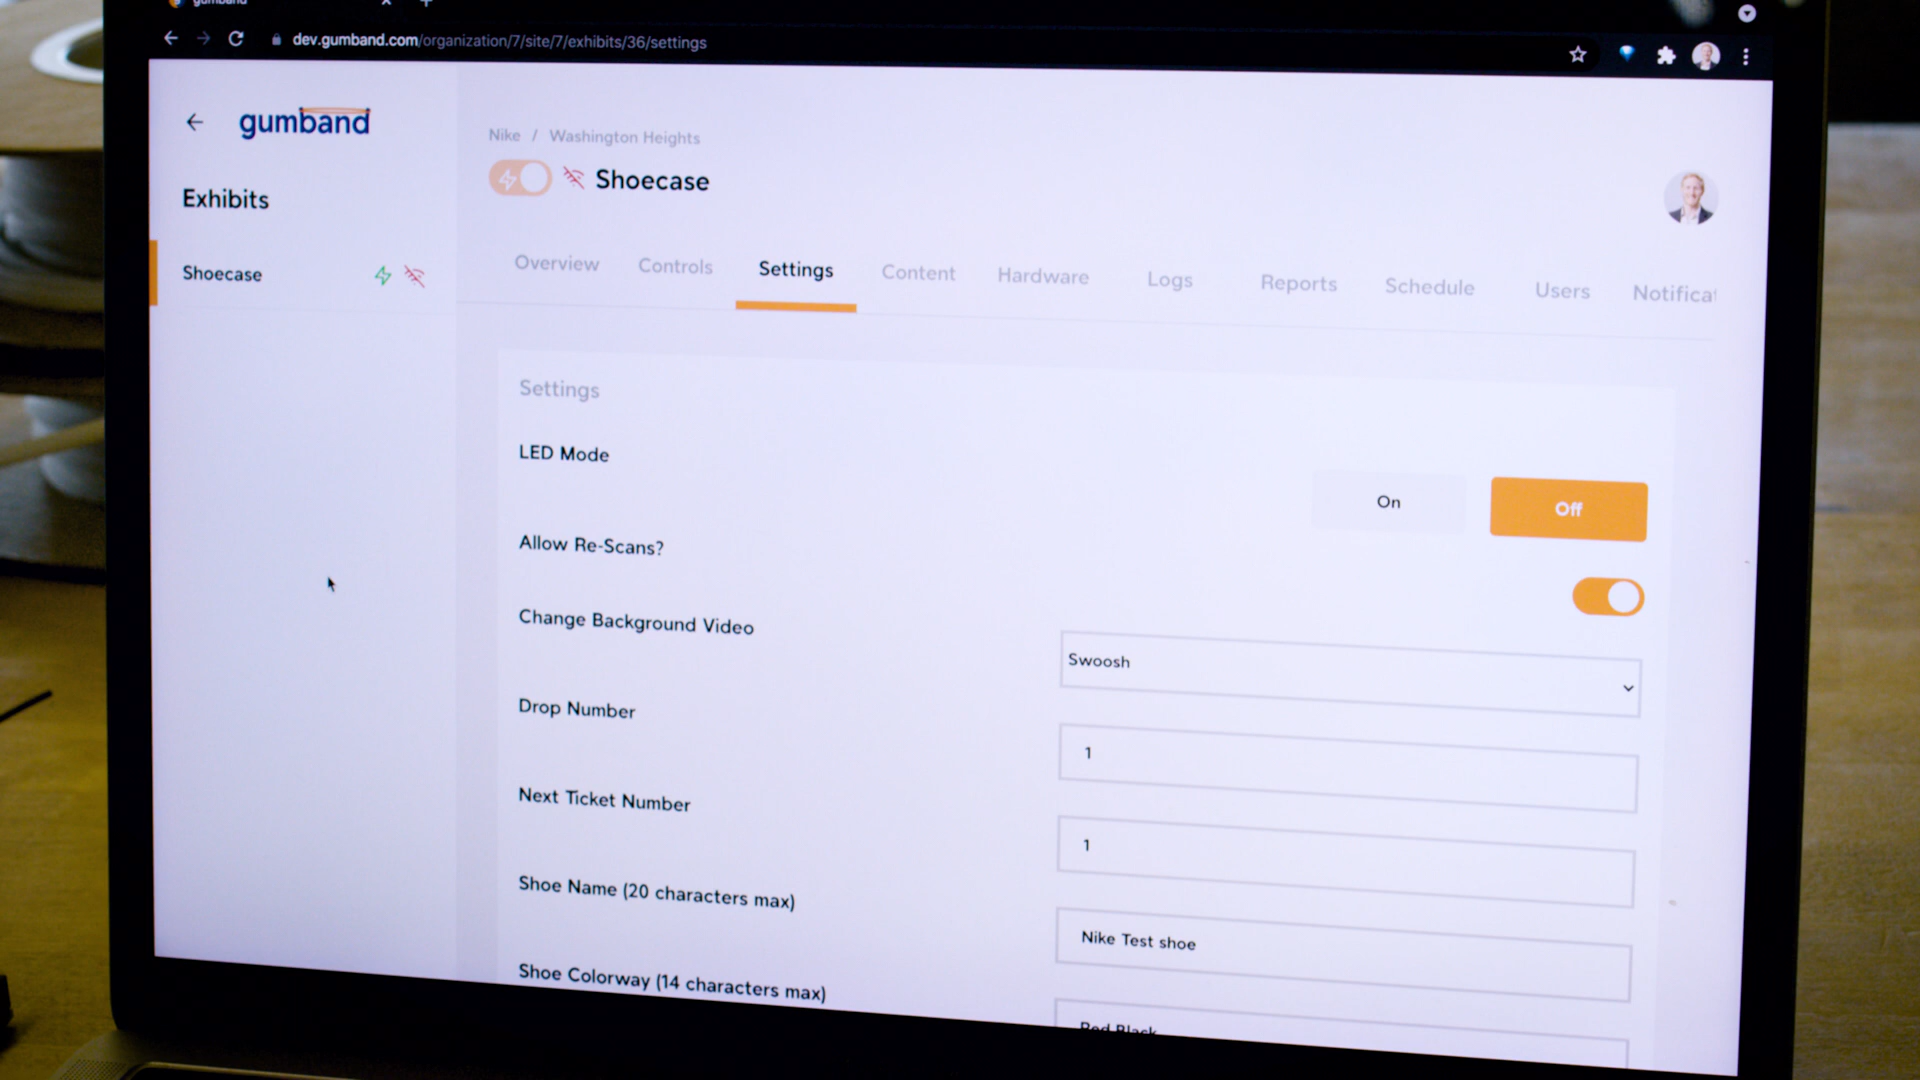 gumband
dev.gumband.com/organization/7/site/7/exhibits/36/settings
gumband
Nike / Washington Heights
Shoecase
Exhibits
Shoecase
Overview Controls Settings Content Hardware Logs Reports Schedule Users Notificat
Settings
LED Mode
On Off
Allow Re-Scans?
Change Background Video
Swoosh
Drop Number
1
Next Ticket Number
1
Shoe Name (20 characters max)
Nike Test shoe
Shoe Colorway (14 characters max)
Red Black